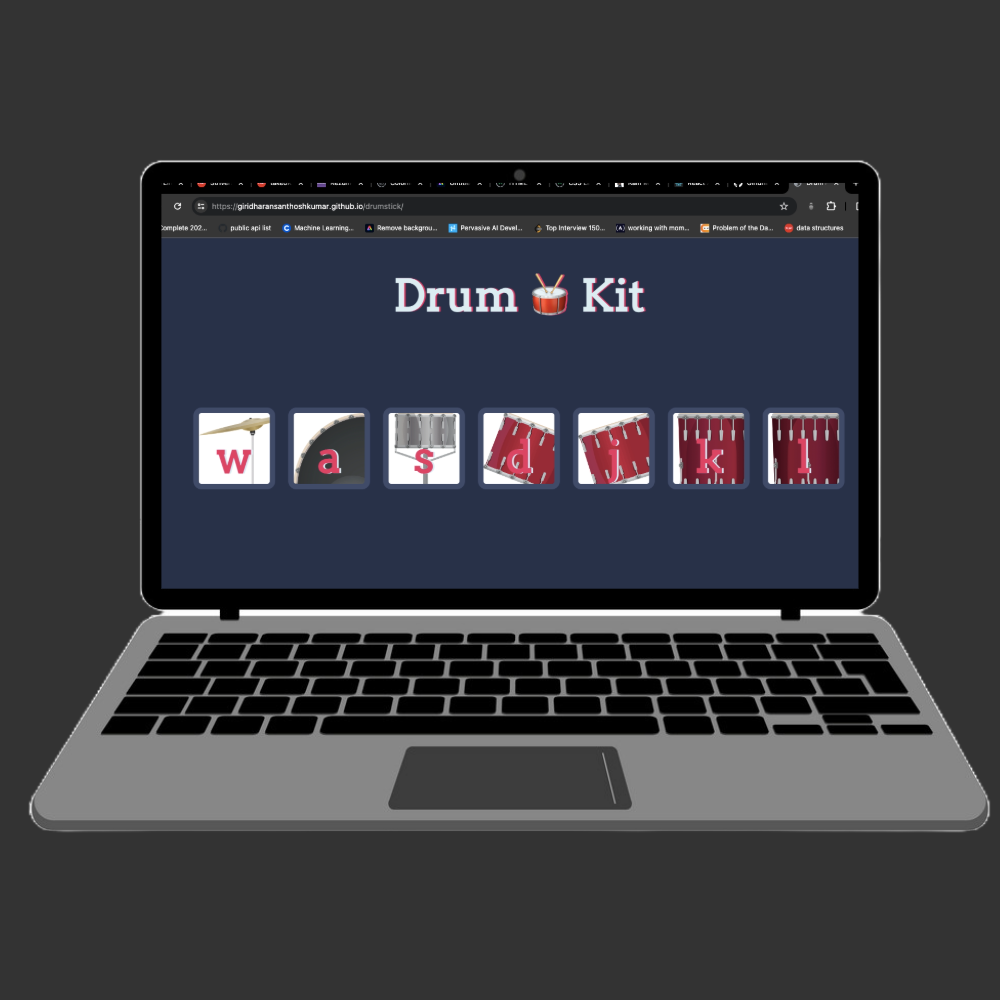 https://giridharansanthoshkumar.github.io/drumstick/
omplete 202... public api list Machine Learning... Remove backgrou... Pervasive AI Devel... Top Interview 150... working with mom... Problem of the Da... data structures
Drum Kit
w a s d j k l